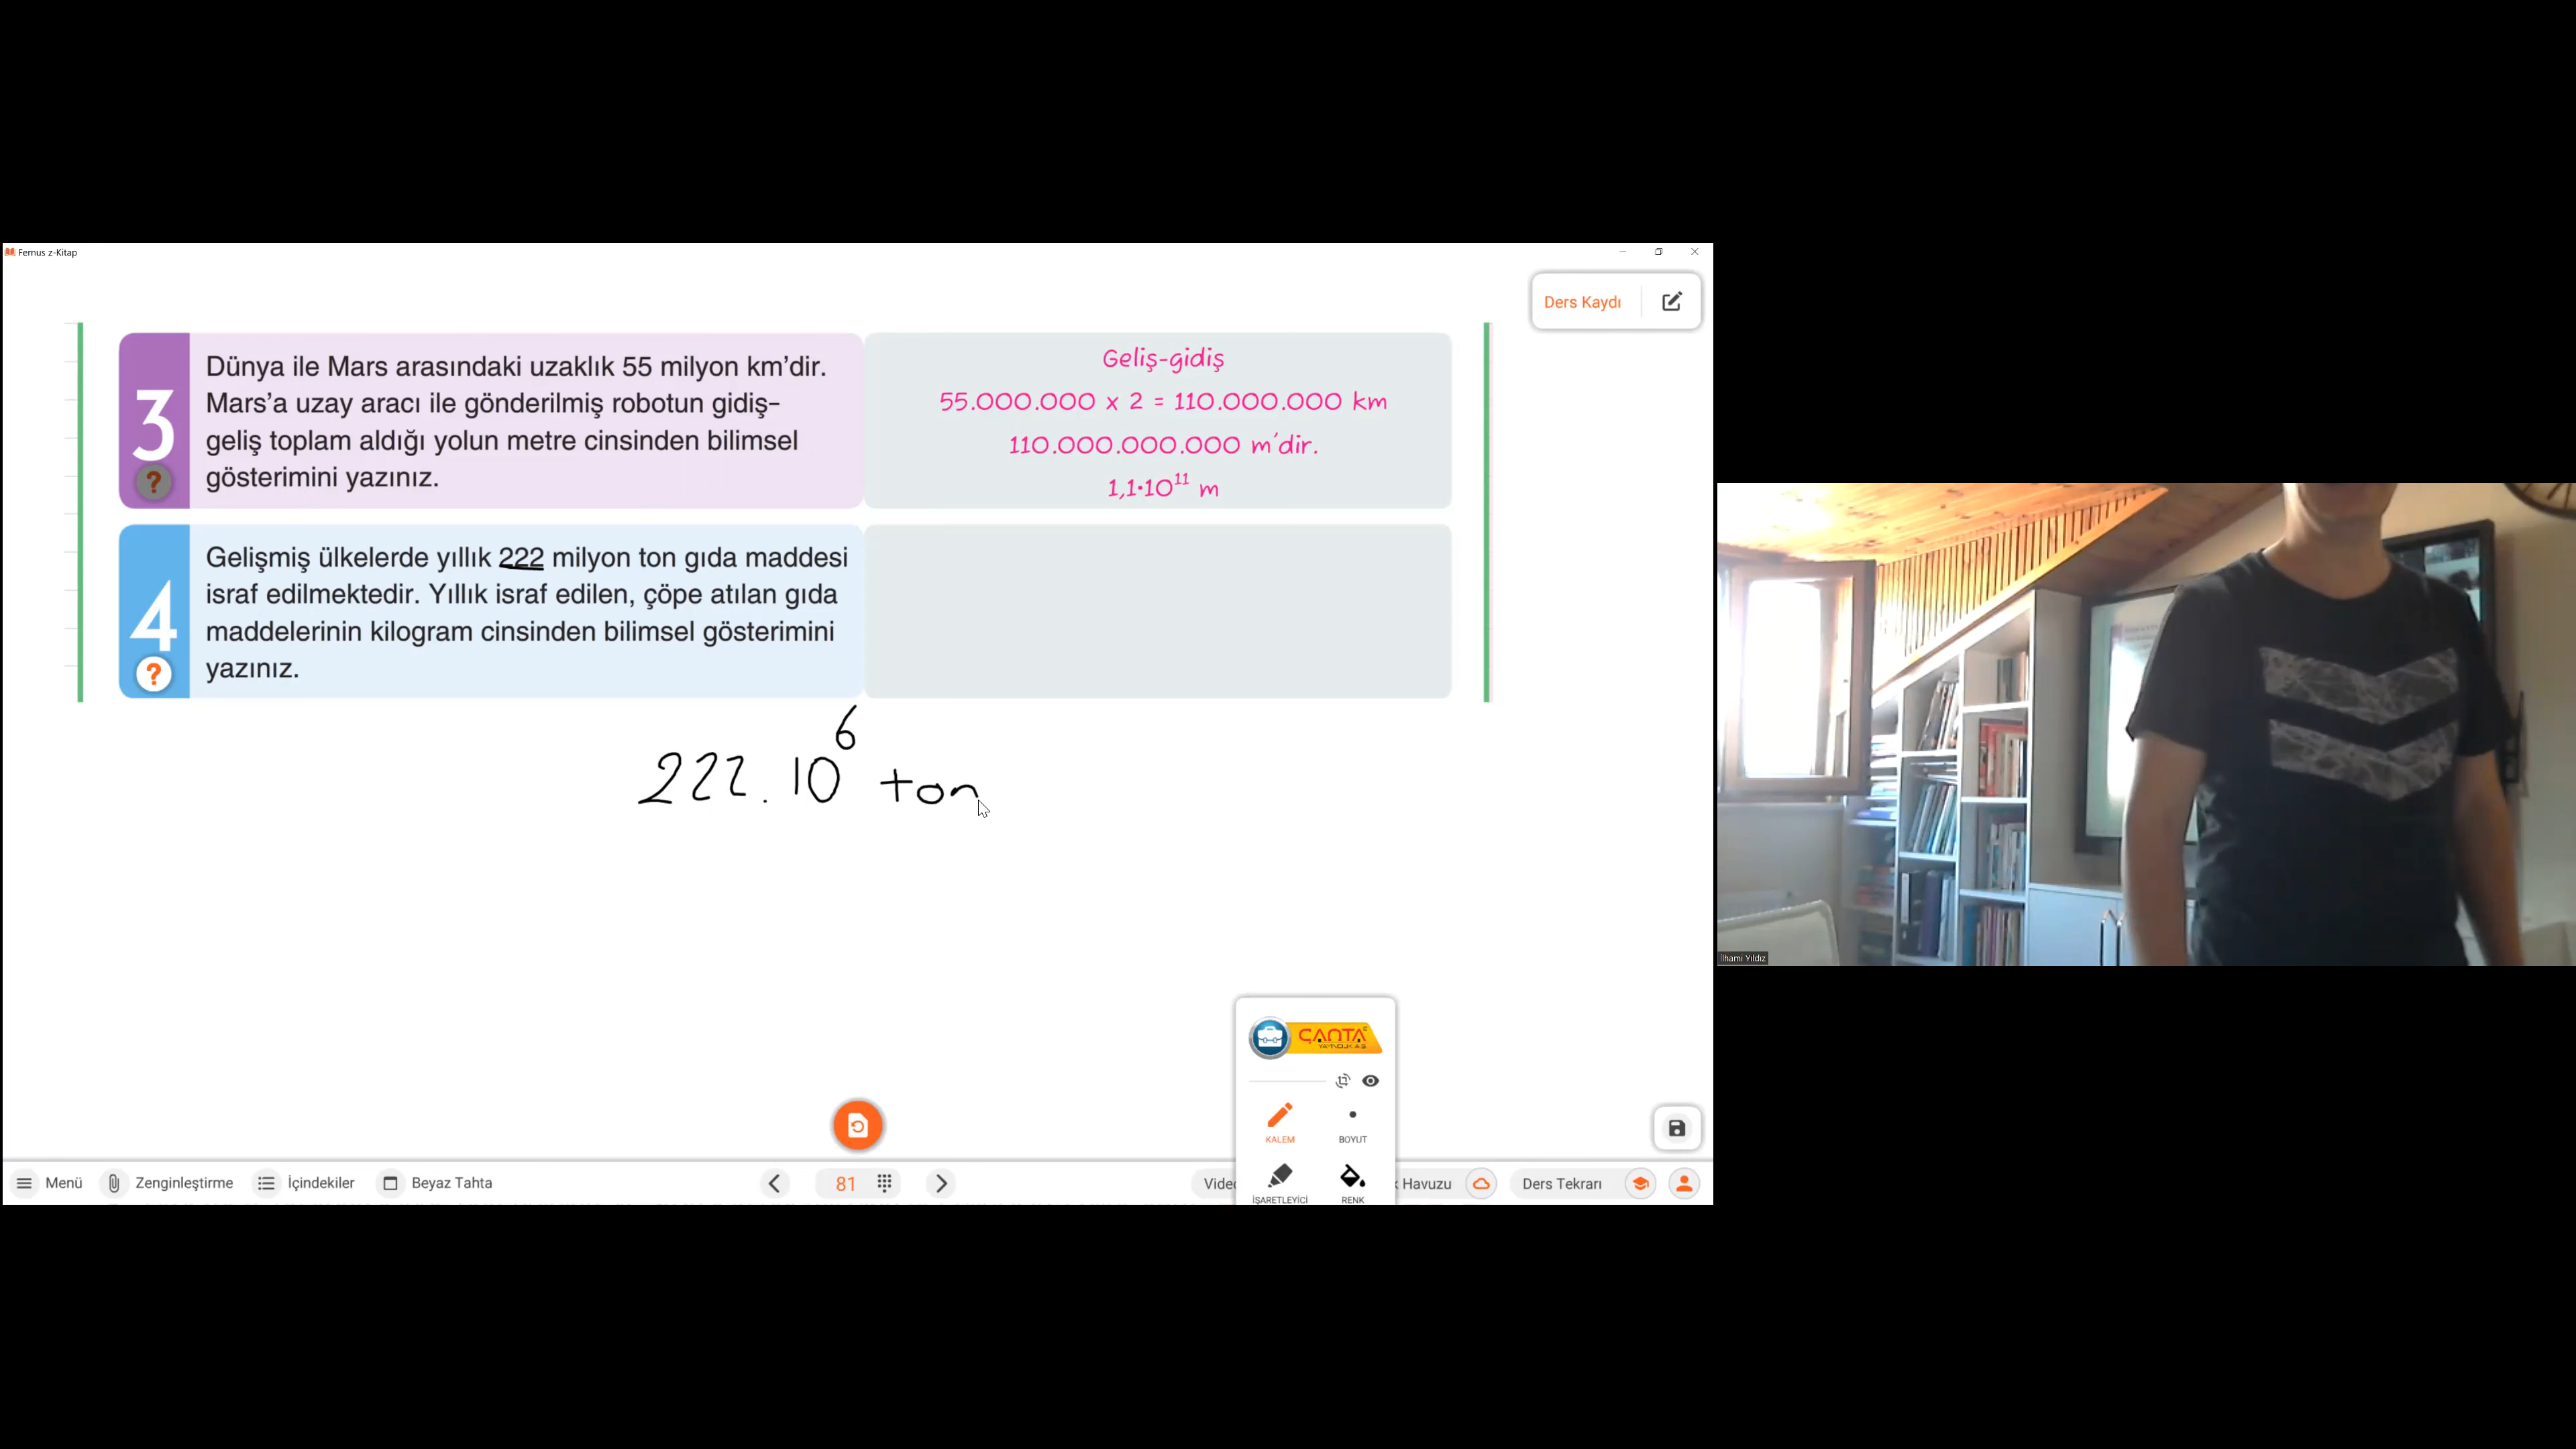 Fernus z-Kitap
Ders Kaydı
3
Dünya ile Mars arasındaki uzaklık 55 milyon km’dir.
Mars’a uzay aracı ile gönderilmiş robotun gidiş-
geliş toplam aldığı yolun metre cinsinden bilimsel
gösterimini yazınız.
?
Geliş-gidiş
55.000.000 x 2 = 110.000.000 km
110.000.000.000 m’dir.
1,1·10¹¹ m
4
Gelişmiş ülkelerde yıllık 222 milyon ton gıda maddesi
israf edilmektedir. Yıllık israf edilen, çöpe atılan gıda
maddelerinin kilogram cinsinden bilimsel gösterimini
yazınız.
?
222.10⁶ ton
İlhami Yıldız
ÇANTA
YAYINCILIK A.Ş.
KALEM
BOYUT
İŞARETLEYİCİ
RENK
Menü
Zenginleştirme
İçindekiler
Beyaz Tahta
81
Video
k Havuzu
Ders Tekrarı